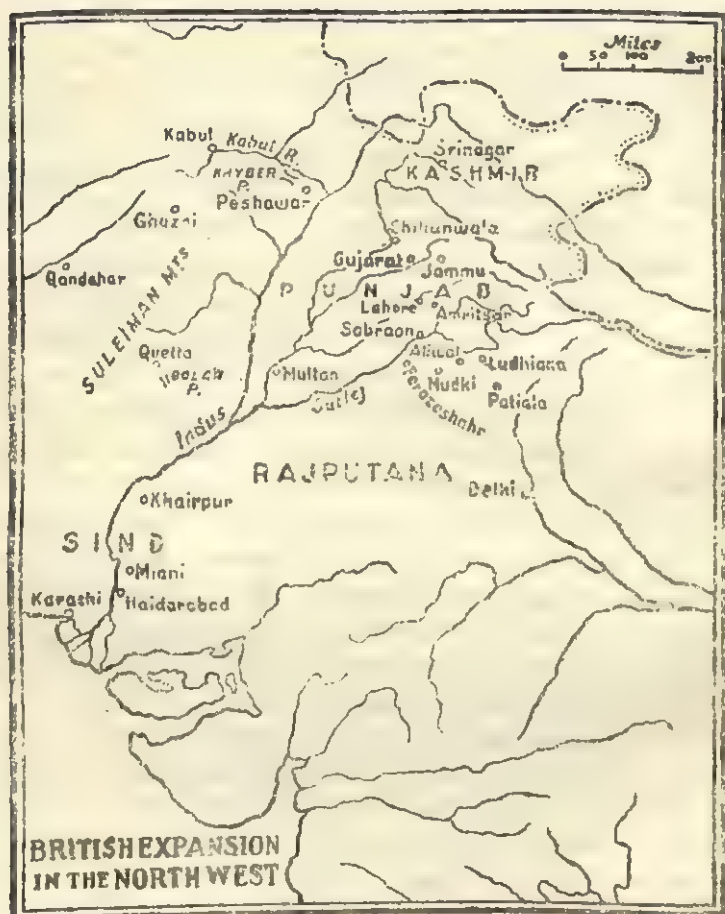 Miles
0 50 100 200
Kabul
Kabul R.
KHYBER
P.
Peshawar
Srinagar
KASHMIR
Ghazni
Chilianwala
Qandahar
Gujarat
Jammu
PUNJAB
SULEIMAN MTS
Lahore
Amritsar
Sabraon
Quetta
BOLAN
P.
Multan
Aliwal
Ludhiana
Mudki
Ferozeshahr
Patiala
Sutlej
Indus
RAJPUTANA
Delhi
Khairpur
SIND
Miani
Karachi
Haidarabad
BRITISH EXPANSION
IN THE NORTH WEST